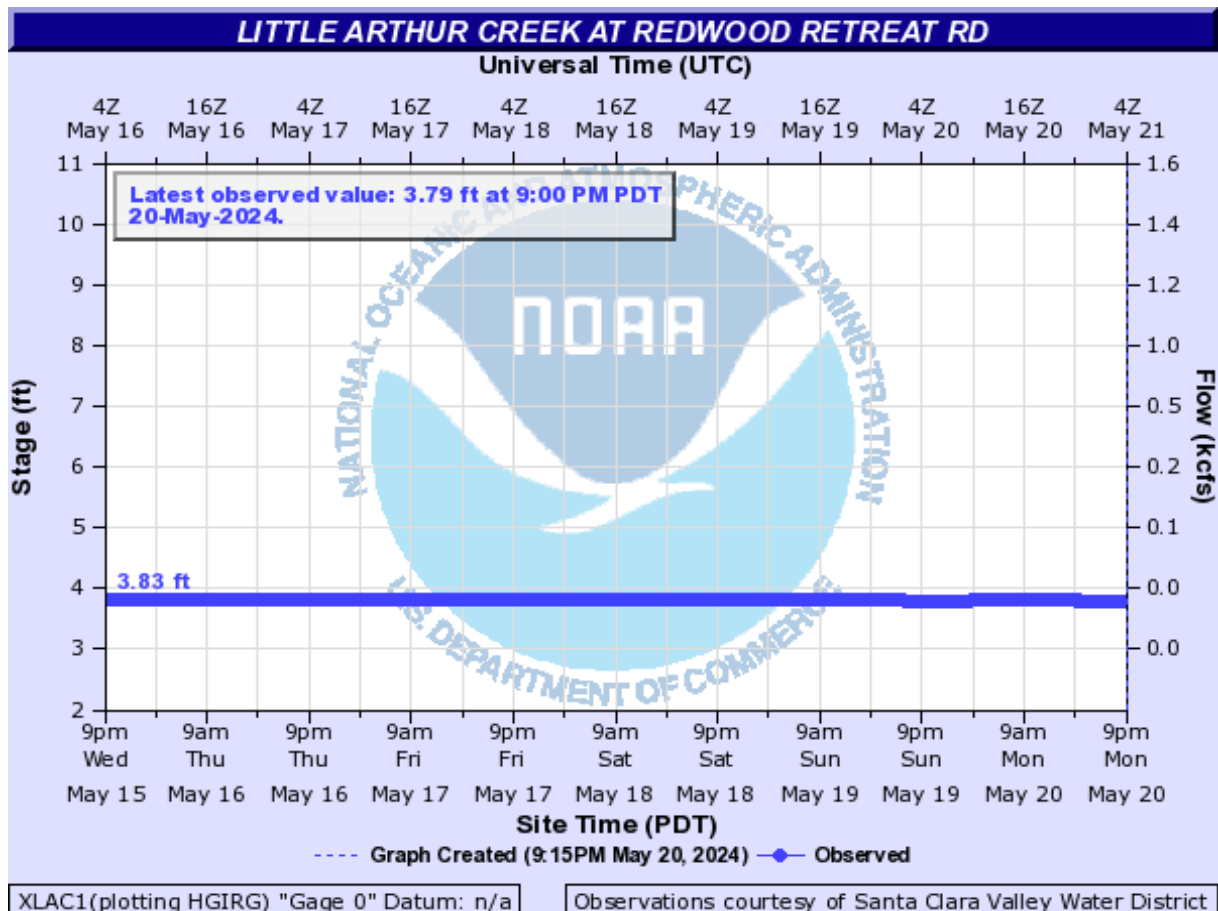 LITTLE ARTHUR CREEK AT REDWOOD RETREAT RD
Universal Time (UTC)
4Z 16Z 4Z 16Z 4Z 16Z 4Z 16Z 4Z 16Z 4Z
May 16 May 16 May 17 May 17 May 18 May 18 May 19 May 19 May 20 May 20 May 21
Latest observed value: 3.79 ft at 9:00 PM PDT
20-May-2024.
11 1.6
10 1.4
9 1.2
8 1.0
7 0.5
6 0.2
5 0.1
4 0.0
3 0.0
2
Stage (ft)
Flow (kcfs)
3.83 ft
NATIONAL OCEANIC AND ATMOSPHERIC ADMINISTRATION
NOAA
U.S. DEPARTMENT OF COMMERCE
9pm 9am 9pm 9am 9pm 9am 9pm 9am 9pm 9am 9pm
Wed Thu Thu Fri Fri Sat Sat Sun Sun Mon Mon
May 15 May 16 May 16 May 17 May 17 May 18 May 18 May 19 May 19 May 20 May 20
Site Time (PDT)
Graph Created (9:15PM May 20, 2024) Observed
XLAC1(plotting HGIRG) "Gage 0" Datum: n/a
Observations courtesy of Santa Clara Valley Water District